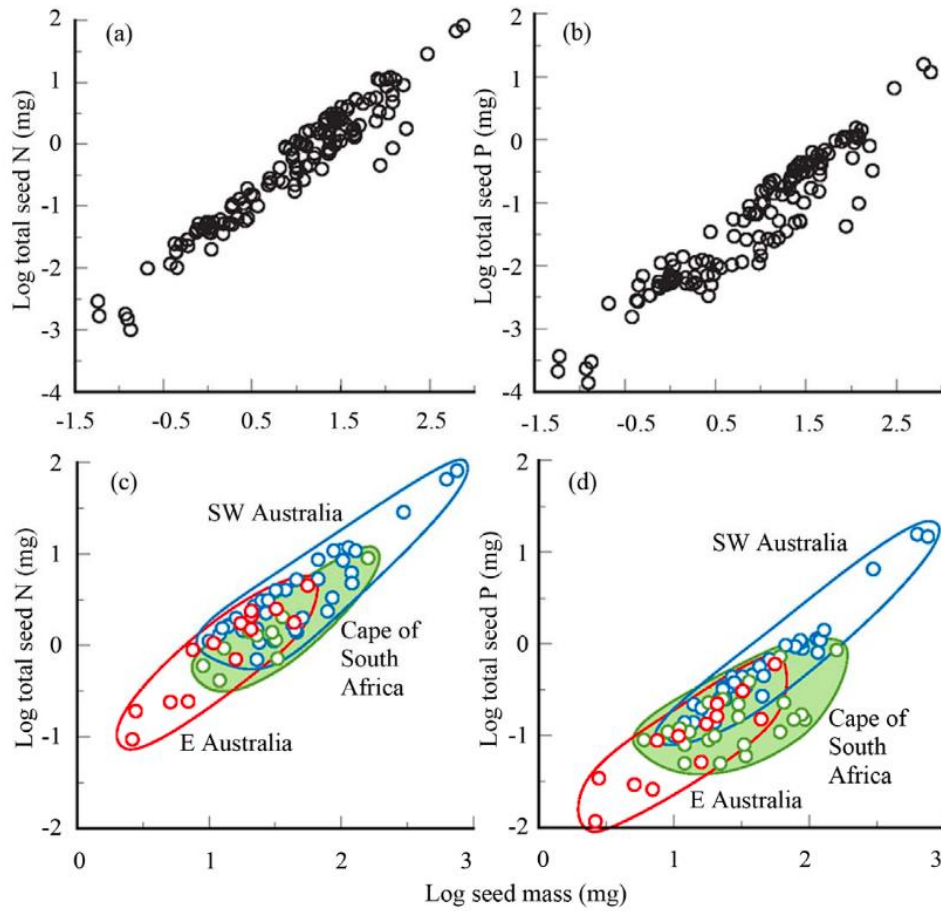 (a)
Log total seed N (mg)
2
1
0
-1
-2
-3
-4
-1.5
-0.5
0.5
1.5
2.5
(b)
Log total seed P (mg)
2
1
0
-1
-2
-3
-4
-1.5
-0.5
0.5
1.5
2.5
(c)
Log total seed N (mg)
2
1
0
-1
-2
SW Australia
Cape of
South
Africa
E Australia
0
1
2
3
(d)
Log total seed P (mg)
2
1
0
-1
-2
SW Australia
Cape of
South
Africa
E Australia
0
1
2
3
Log seed mass (mg)